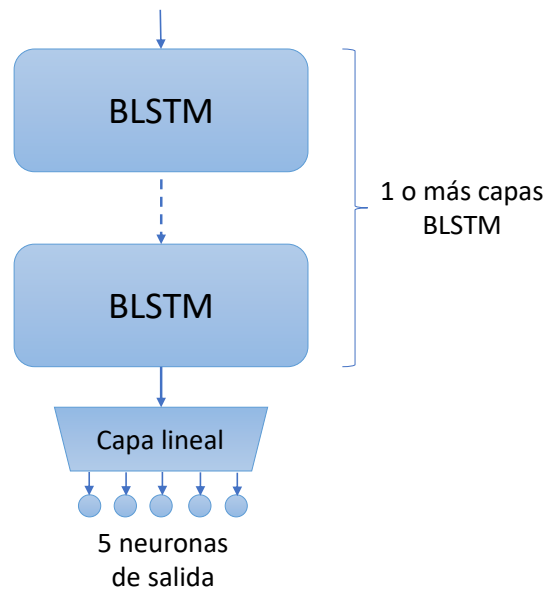 BLSTM
1 o más capas
BLSTM
BLSTM
Capa lineal
5 neuronas
de salida